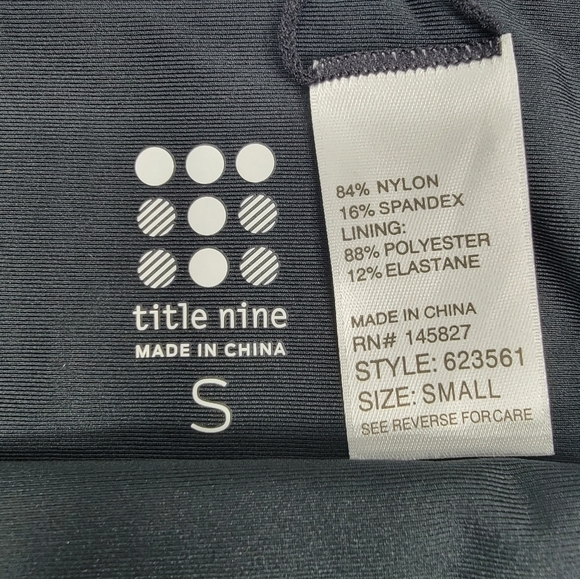 title nine
MADE IN CHINA
S
84% NYLON
16% SPANDEX
LINING:
88% POLYESTER
12% ELASTANE
MADE IN CHINA
RN# 145827
STYLE: 623561
SIZE: SMALL
SEE REVERSE FOR CARE